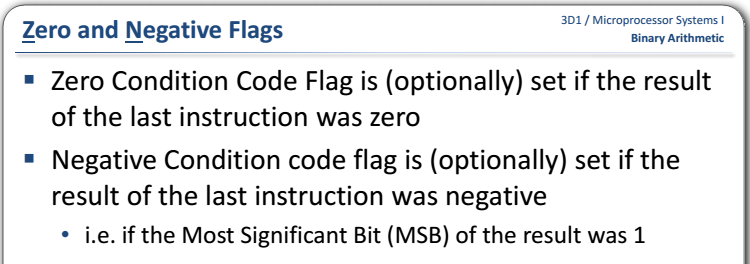 Zero and Negative Flags
3D1 / Microprocessor Systems I
Binary Arithmetic
▪ Zero Condition Code Flag is (optionally) set if the result
of the last instruction was zero
▪ Negative Condition code flag is (optionally) set if the
result of the last instruction was negative
• i.e. if the Most Significant Bit (MSB) of the result was 1